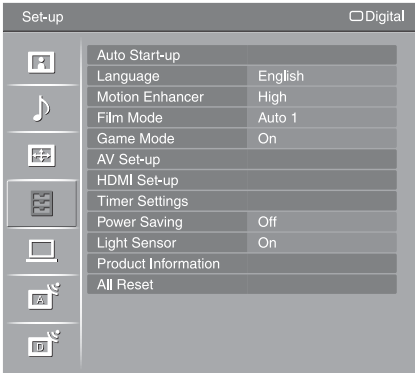 Set-up Digital
Auto Start-up
Language English
Motion Enhancer High
Film Mode Auto 1
Game Mode On
AV Set-up
HDMI Set-up
Timer Settings
Power Saving Off
Light Sensor On
Product Information
All Reset
A
D